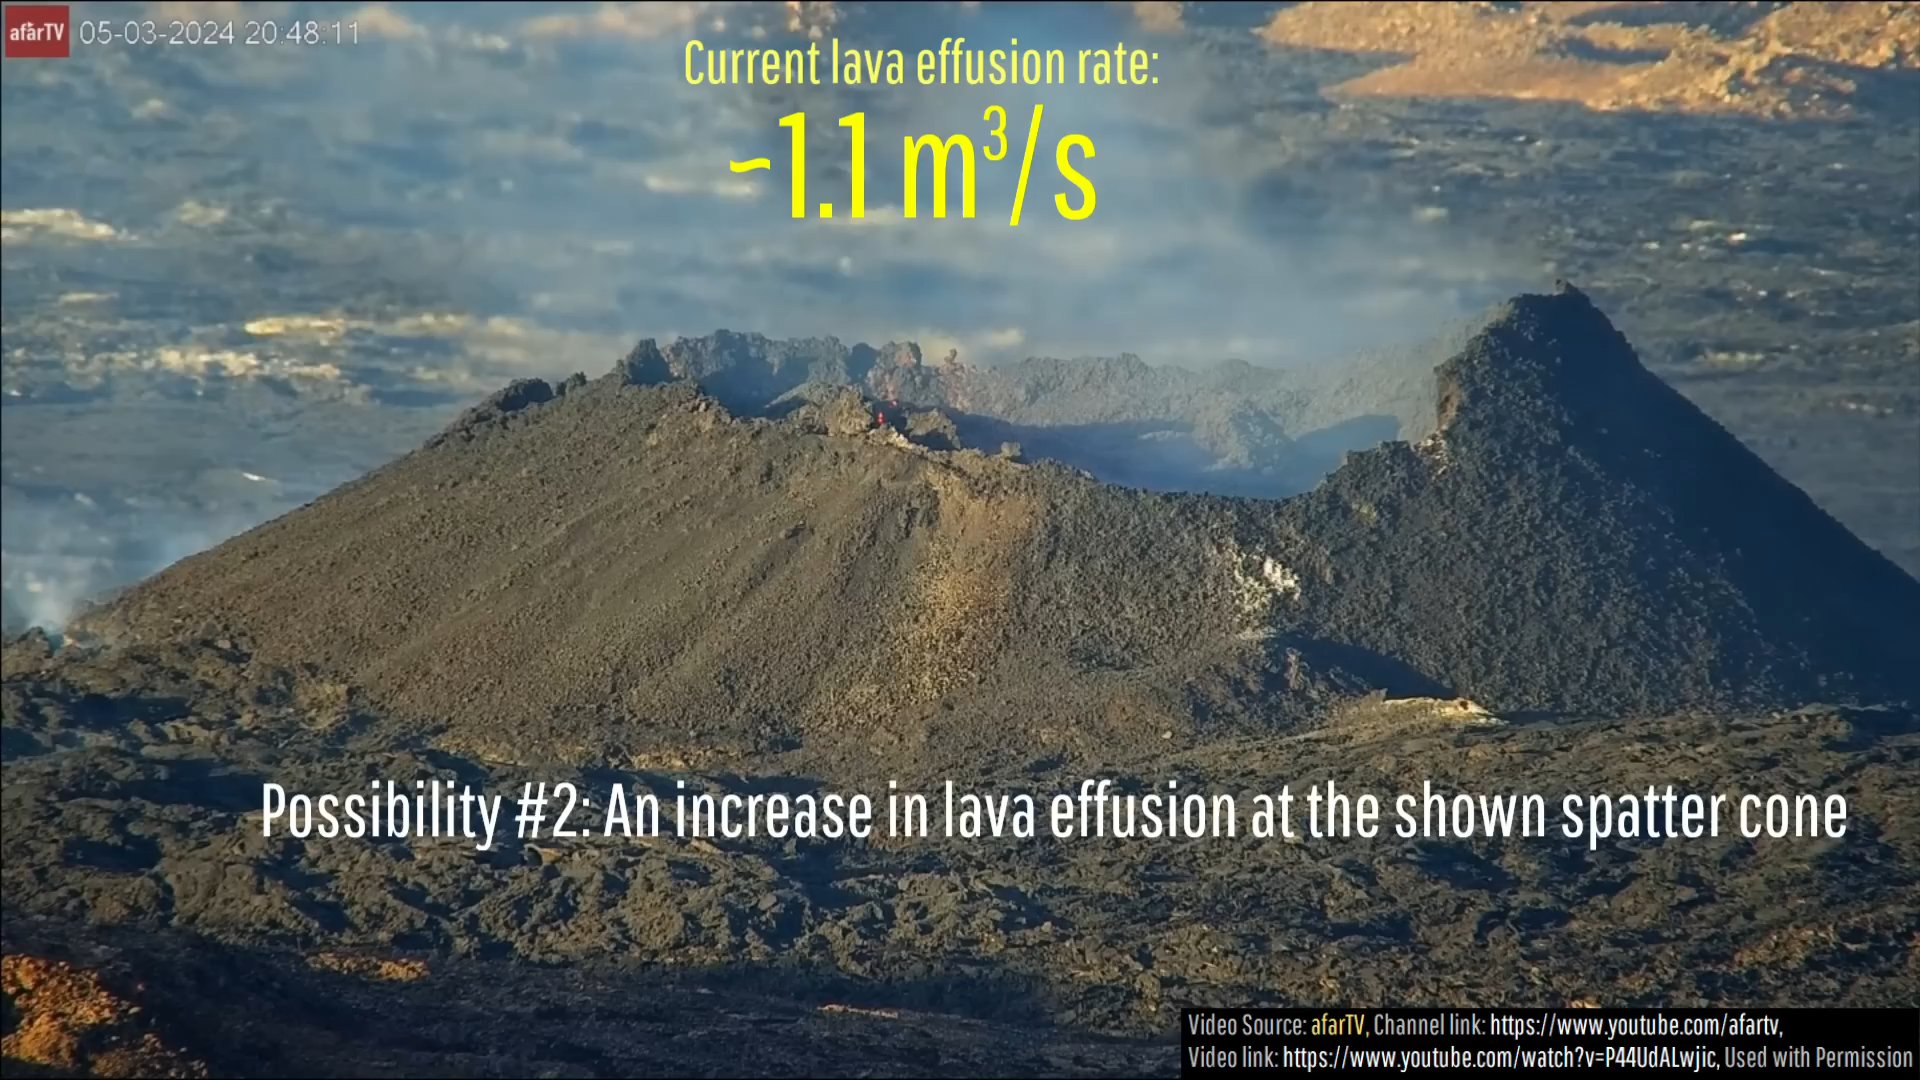 afarTV 05-03-2024 20:48:11
Current lava effusion rate:
~1.1 m³/s
Possibility #2: An increase in lava effusion at the shown spatter cone
Video Source: afarTV, Channel link: https://www.youtube.com/afartv,
Video link: https://www.youtube.com/watch?v=P44UdALwjic, Used with Permission